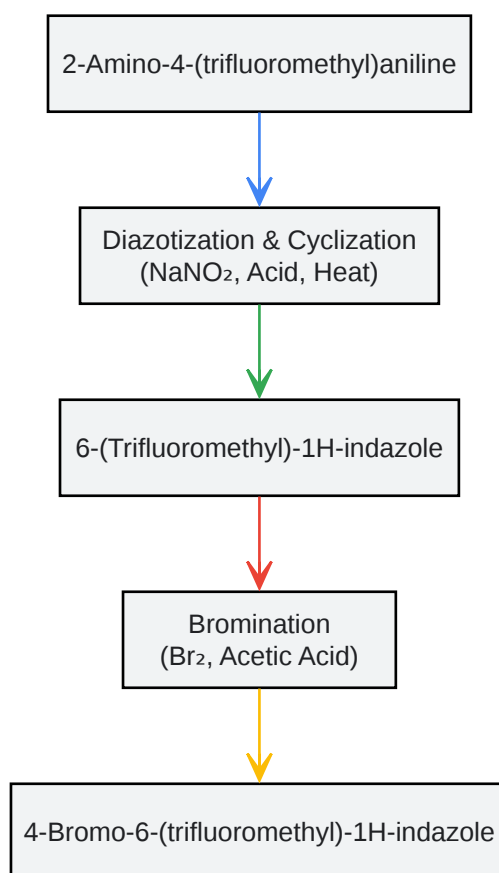 2-Amino-4-(trifluoromethyl)aniline
Diazotization & Cyclization
(NaNO₂, Acid, Heat)
6-(Trifluoromethyl)-1H-indazole
Bromination
(Br₂, Acetic Acid)
4-Bromo-6-(trifluoromethyl)-1H-indazole